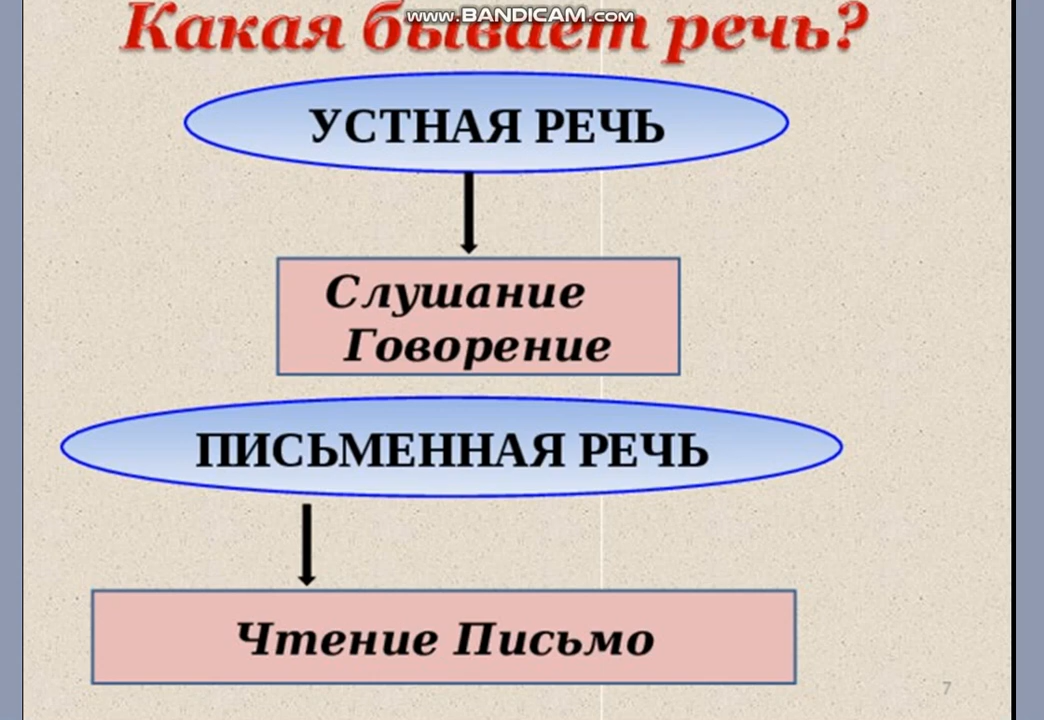 www.BANDICAM.com
Какая бывает речь?
УСТНАЯ РЕЧЬ
Слушание
Говорение
ПИСЬМЕННАЯ РЕЧЬ
Чтение Письмо
7